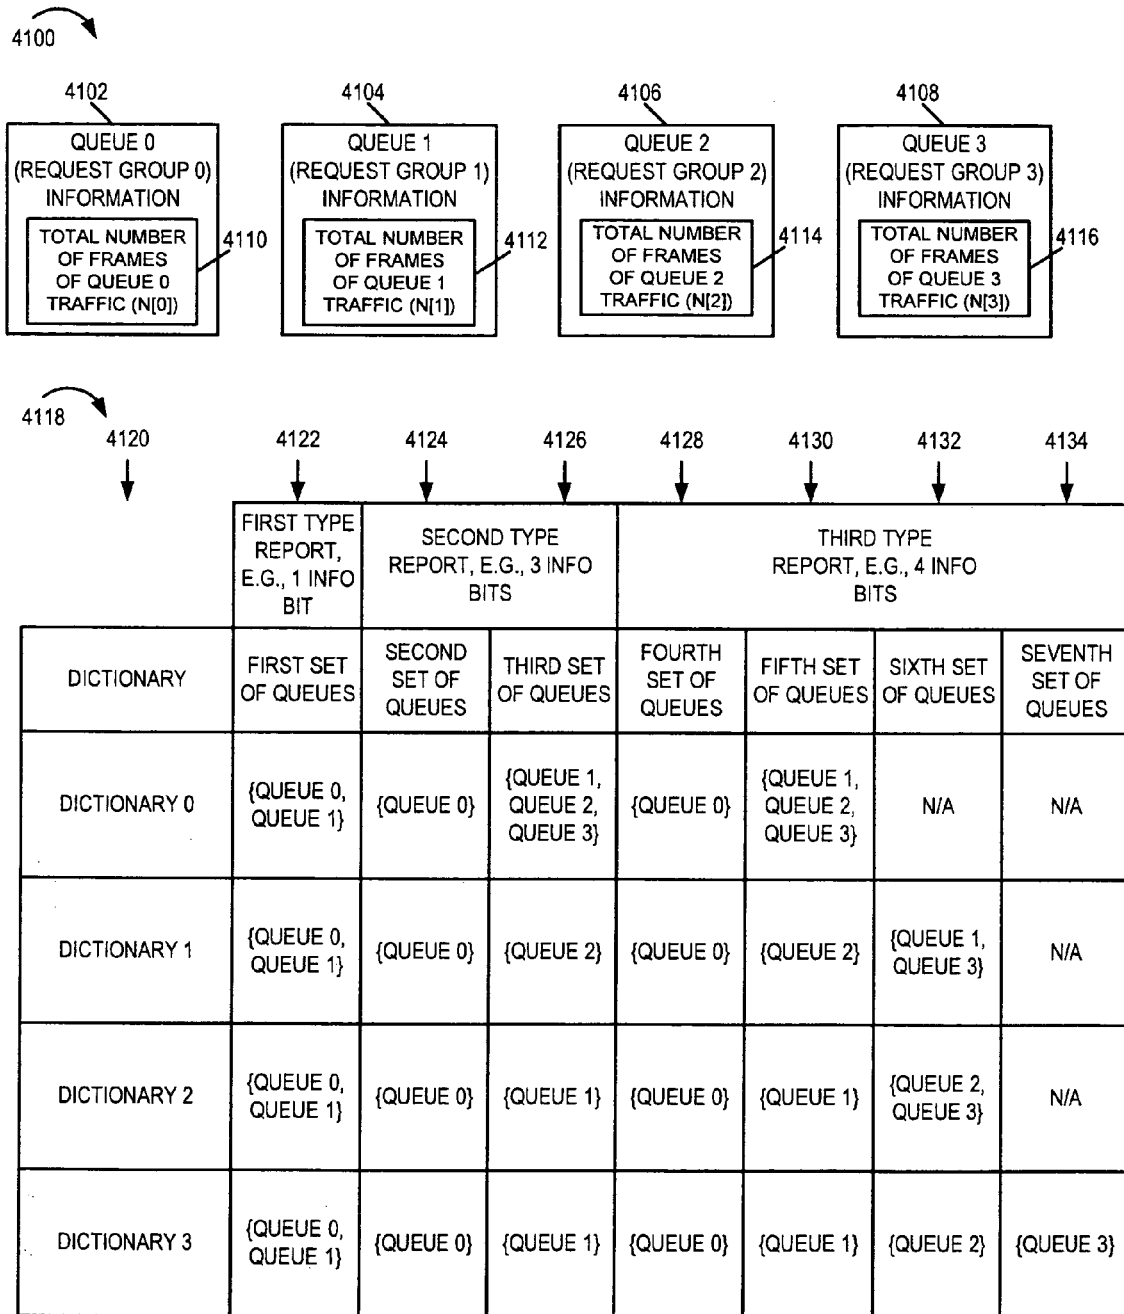 4100
4102
4104
4106
4108
QUEUE 0
(REQUEST GROUP 0)
INFORMATION
TOTAL NUMBER
OF FRAMES
OF QUEUE 0
TRAFFIC (N[0])
4110
QUEUE 1
(REQUEST GROUP 1)
INFORMATION
TOTAL NUMBER
OF FRAMES
OF QUEUE 1
TRAFFIC (N[1])
4112
QUEUE 2
(REQUEST GROUP 2)
INFORMATION
TOTAL NUMBER
OF FRAMES
OF QUEUE 2
TRAFFIC (N[2])
4114
QUEUE 3
(REQUEST GROUP 3)
INFORMATION
TOTAL NUMBER
OF FRAMES
OF QUEUE 3
TRAFFIC (N[3])
4116
4118
4120
4122
4124
4126
4128
4130
4132
4134
FIRST TYPE
REPORT,
E.G., 1 INFO
BIT
SECOND TYPE
REPORT, E.G., 3 INFO
BITS
THIRD TYPE
REPORT, E.G., 4 INFO
BITS
DICTIONARY
FIRST SET
OF QUEUES
SECOND
SET OF
QUEUES
THIRD SET
OF QUEUES
FOURTH
SET OF
QUEUES
FIFTH SET
OF QUEUES
SIXTH SET
OF QUEUES
SEVENTH
SET OF
QUEUES
DICTIONARY 0
{QUEUE 0,
QUEUE 1}
{QUEUE 0}
{QUEUE 1,
QUEUE 2,
QUEUE 3}
{QUEUE 0}
{QUEUE 1,
QUEUE 2,
QUEUE 3}
N/A
N/A
DICTIONARY 1
{QUEUE 0,
QUEUE 1}
{QUEUE 0}
{QUEUE 2}
{QUEUE 0}
{QUEUE 2}
{QUEUE 1,
QUEUE 3}
N/A
DICTIONARY 2
{QUEUE 0,
QUEUE 1}
{QUEUE 0}
{QUEUE 1}
{QUEUE 0}
{QUEUE 1}
{QUEUE 2,
QUEUE 3}
N/A
DICTIONARY 3
{QUEUE 0,
QUEUE 1}
{QUEUE 0}
{QUEUE 1}
{QUEUE 0}
{QUEUE 1}
{QUEUE 2}
{QUEUE 3}